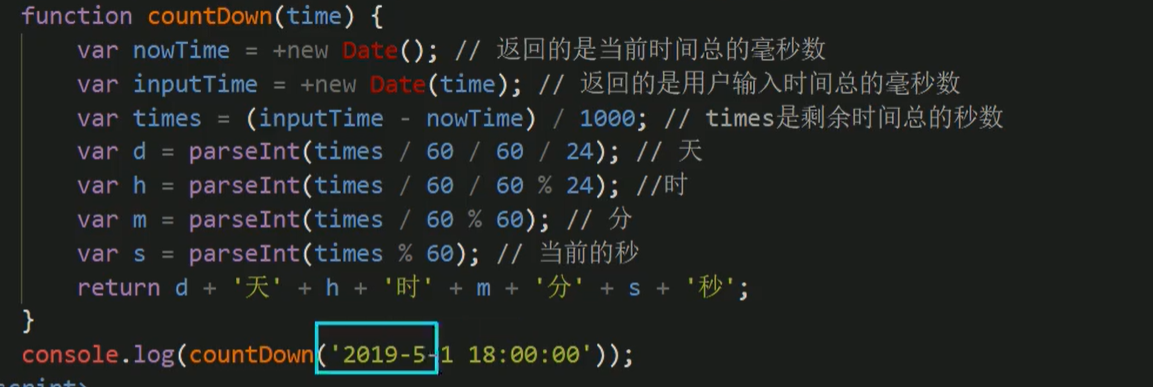 function countDown(time) {
var nowTime = +new Date(); // 返回的是当前时间总的毫秒数
var inputTime = +new Date(time); // 返回的是用户输入时间总的毫秒数
var times = (inputTime - nowTime) / 1000; // times是剩余时间总的秒数
var d = parseInt(times / 60 / 60 / 24); // 天
var h = parseInt(times / 60 / 60 % 24); //时
var m = parseInt(times / 60 % 60); // 分
var s = parseInt(times % 60); // 当前的秒
return d + '天' + h + '时' + m + '分' + s + '秒';
}
console.log(countDown('2019-5-1 18:00:00'));